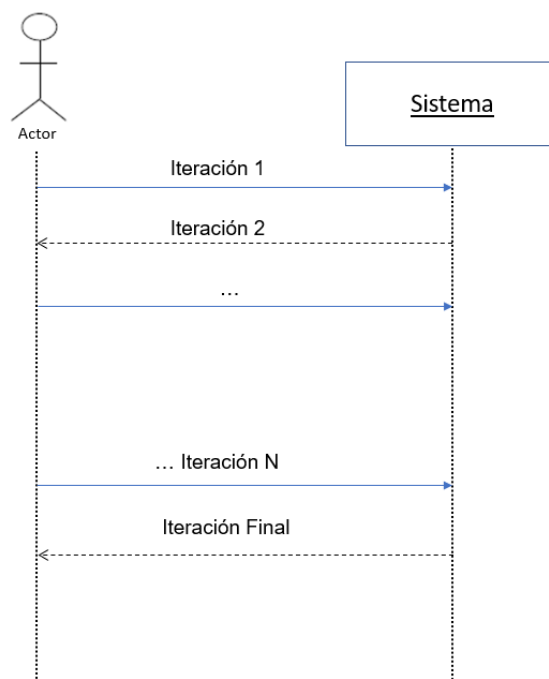 Actor
Sistema
Iteración 1
Iteración 2
…
… Iteración N
Iteración Final